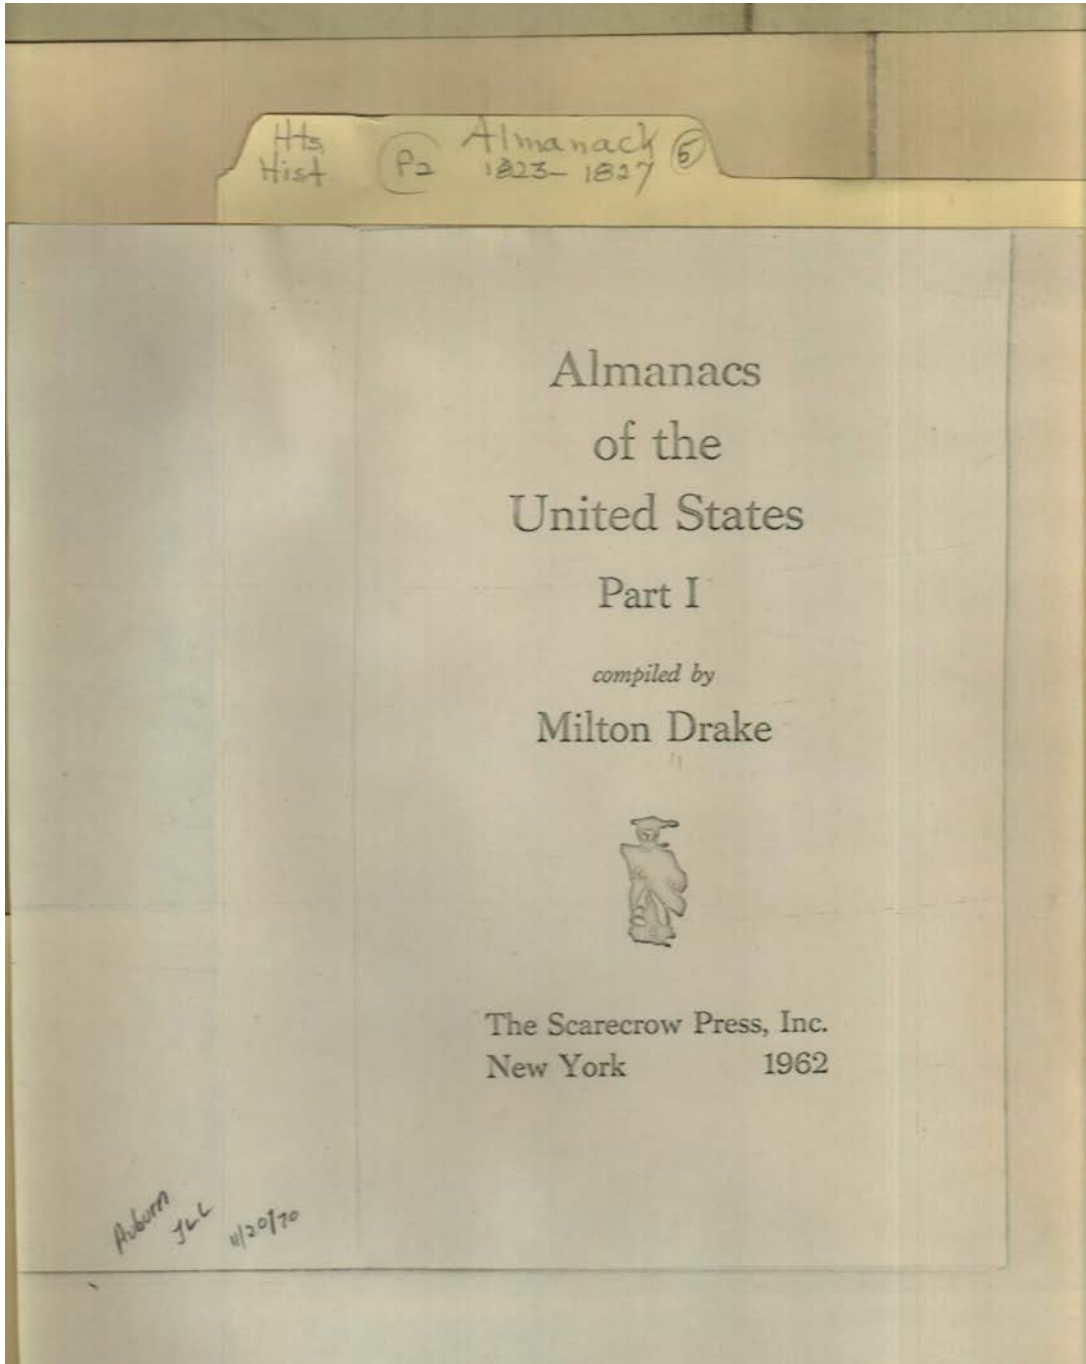 Hts Almanack 5
Hist P2 1823-1827
Almanacs
of the
United States
Part I
compiled by
Milton Drake
The Scarecrow Press, Inc.
New York 1962
Auburn
JLL
11/20/70